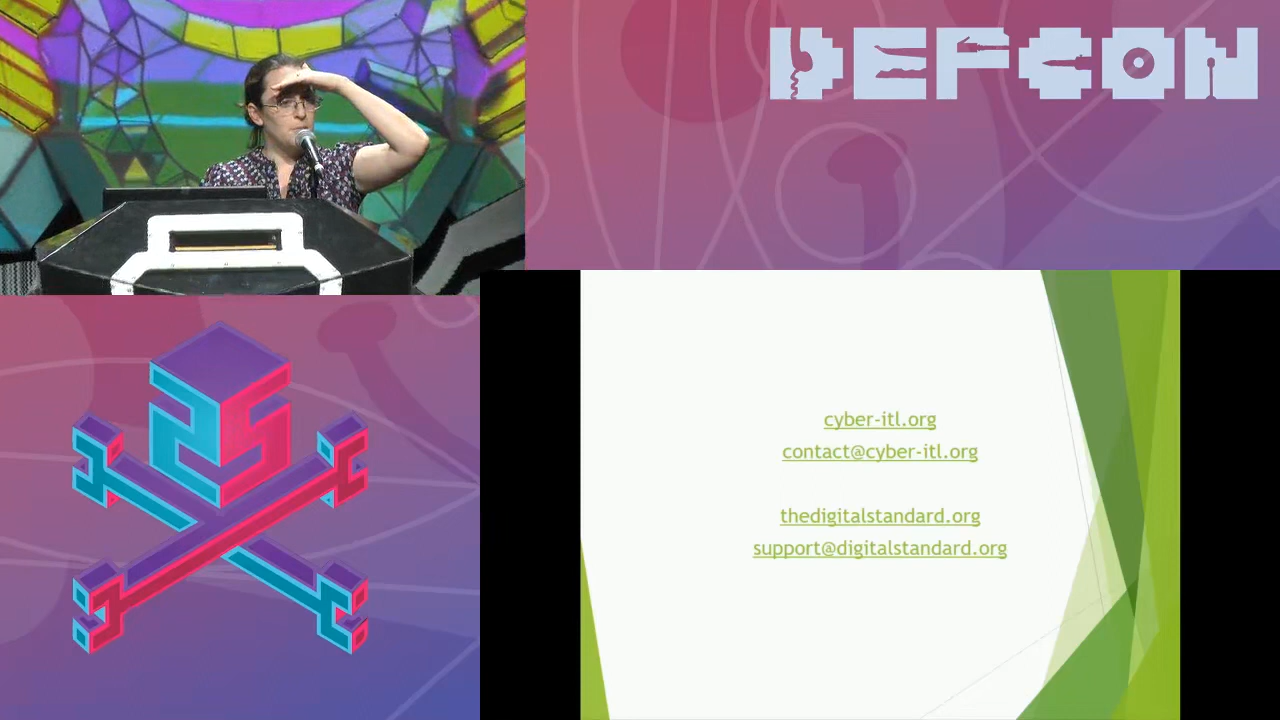 DEFCON
cyber-itl.org
contact@cyber-itl.org
thedigitalstandard.org
support@digitalstandard.org